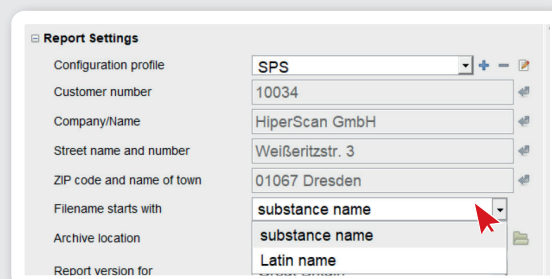 Report Settings
Configuration profile SPS
Customer number 10034
Company/Name HiperScan GmbH
Street name and number Weißeritzstr. 3
ZIP code and name of town 01067 Dresden
Filename starts with substance name
Archive location substance name
Latin name
Report version for Great Britain